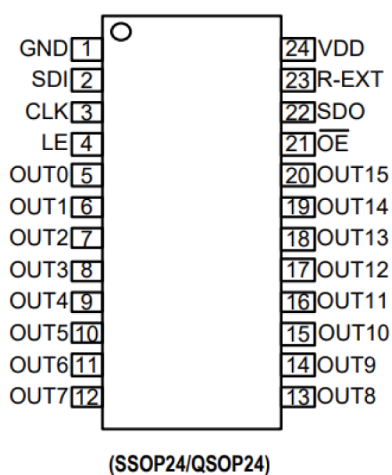 GND 1 24 VDD
SDI 2 23 R-EXT
CLK 3 22 SDO
LE 4 21 O̅E̅
OUT0 5 20 OUT15
OUT1 6 19 OUT14
OUT2 7 18 OUT13
OUT3 8 17 OUT12
OUT4 9 16 OUT11
OUT5 10 15 OUT10
OUT6 11 14 OUT9
OUT7 12 13 OUT8
(SSOP24/QSOP24)